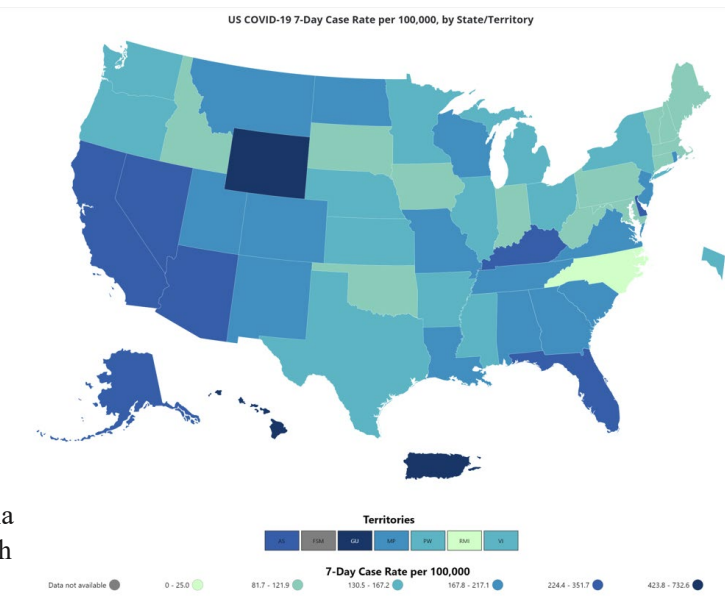 US COVID-19 7-Day Case Rate per 100,000, by State/Territory
a
h
Territories
AS FSM GU MP PW RMI VI
7-Day Case Rate per 100,000
Data not available 0 - 25.0 81.7 - 121.9 130.5 - 167.2 167.8 - 217.1 224.4 - 351.7 423.8 - 732.6